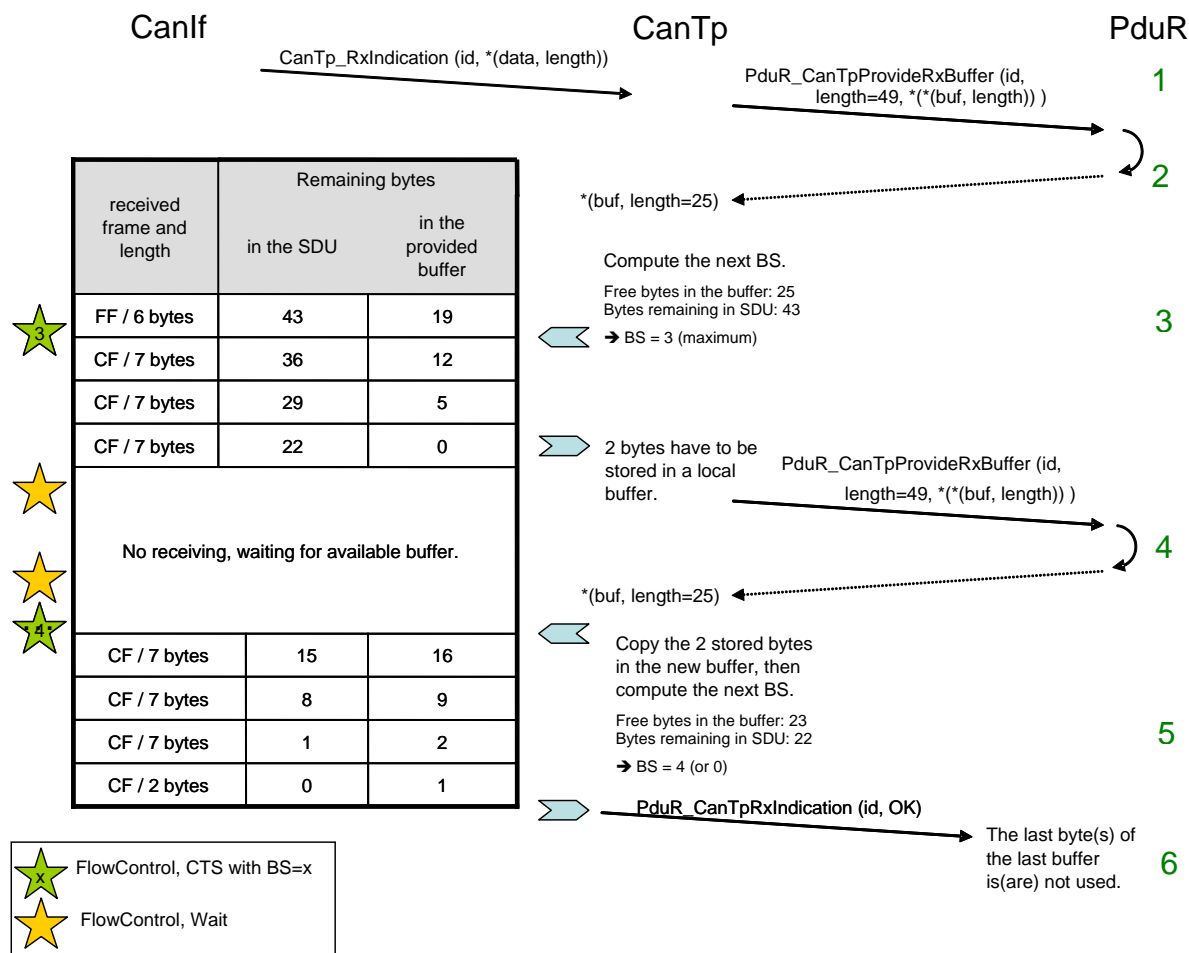 CanIf
CanTp
PduR
CanTp_RxIndication (id, *(data, length))
PduR_CanTpProvideRxBuffer (id,
length=49, *(*(buf, length)) )
1
2
*(buf, length=25)
received
frame and
length
Remaining bytes
in the SDU
in the
provided
buffer
Compute the next BS.
Free bytes in the buffer: 25
Bytes remaining in SDU: 43
➔ BS = 3 (maximum)
3
3
FF / 6 bytes 43 19
CF / 7 bytes 36 12
CF / 7 bytes 29 5
CF / 7 bytes 22 0
2 bytes have to be
stored in a local
buffer.
PduR_CanTpProvideRxBuffer (id,
length=49, *(*(buf, length)) )
4
No receiving, waiting for available buffer.
*(buf, length=25)
4
Copy the 2 stored bytes
in the new buffer, then
compute the next BS.
Free bytes in the buffer: 23
Bytes remaining in SDU: 22
➔ BS = 4 (or 0)
5
CF / 7 bytes 15 16
CF / 7 bytes 8 9
CF / 7 bytes 1 2
CF / 2 bytes 0 1
PduR_CanTpRxIndication (id, OK)
The last byte(s) of
the last buffer
is(are) not used.
6
x FlowControl, CTS with BS=x
FlowControl, Wait